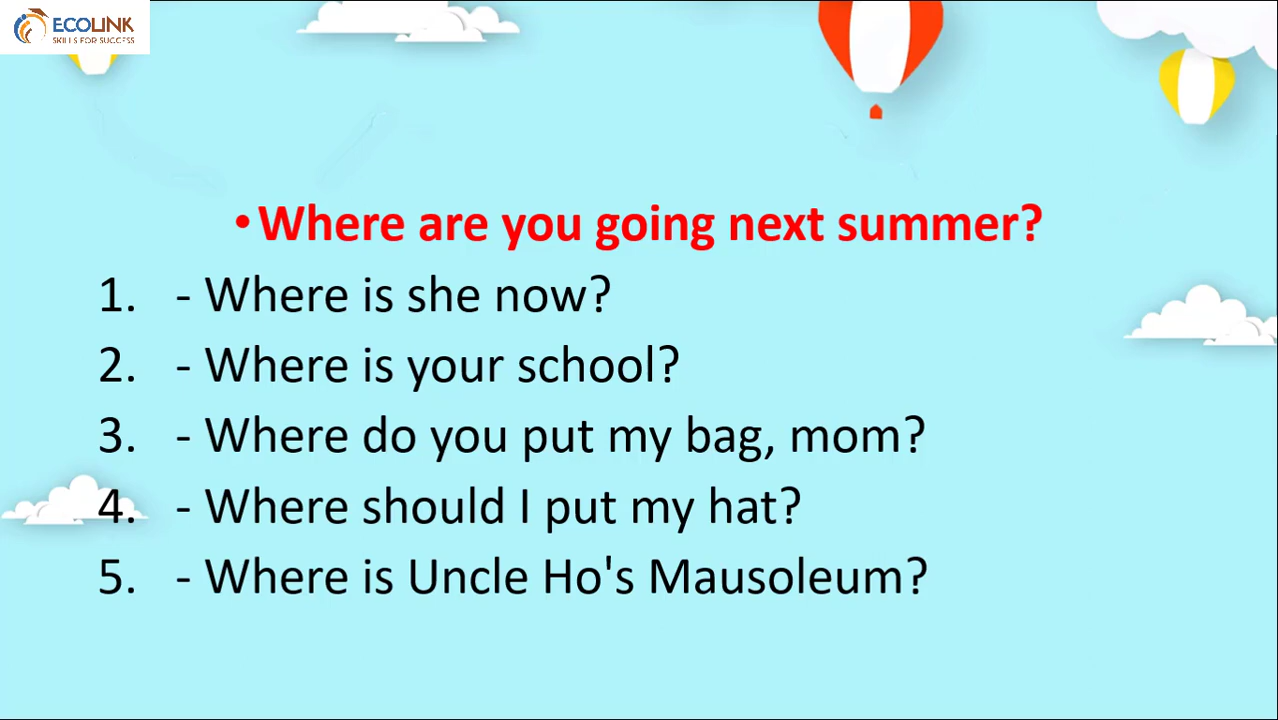 ECOLINK
SKILLS FOR SUCCESS
• Where are you going next summer?
1. - Where is she now?
2. - Where is your school?
3. - Where do you put my bag, mom?
4. - Where should I put my hat?
5. - Where is Uncle Ho's Mausoleum?